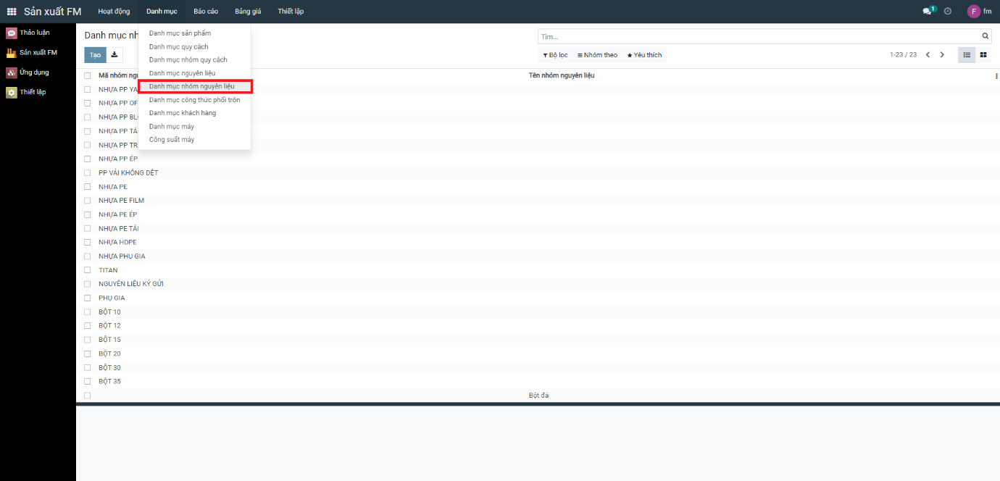 Sản xuất FM Hoạt động Danh mục Báo cáo Bảng giá Thiết lập 1 F fm
Thảo luận
Sản xuất FM
Ứng dụng
Thiết lập
Danh mục
Tìm...
Tạo
Bộ lọc Nhóm theo Yêu thích 1-23 / 23
Danh mục sản phẩm
Danh mục quy cách
Danh mục nhóm quy cách
Danh mục nguyên liệu
Danh mục nhóm nguyên liệu
Danh mục công thức phối trộn
Danh mục khách hàng
Danh mục máy
Công suất máy
Mã nhóm Tên nhóm nguyên liệu
NHỰA PP
NHỰA PP
NHỰA PP
NHỰA PP
NHỰA PP
NHỰA PP ÉP
PP VẢI KHÔNG DỆT
NHỰA PE
NHỰA PE FILM
NHỰA PE ÉP
NHỰA PE TÁI
NHỰA HDPE
NHỰA PHỤ GIA
TITAN
NGUYÊN LIỆU KÝ GỬI
PHỤ GIA
BỘT 10
BỘT 12
BỘT 15
BỘT 20
BỘT 30
BỘT 35
Bột đá